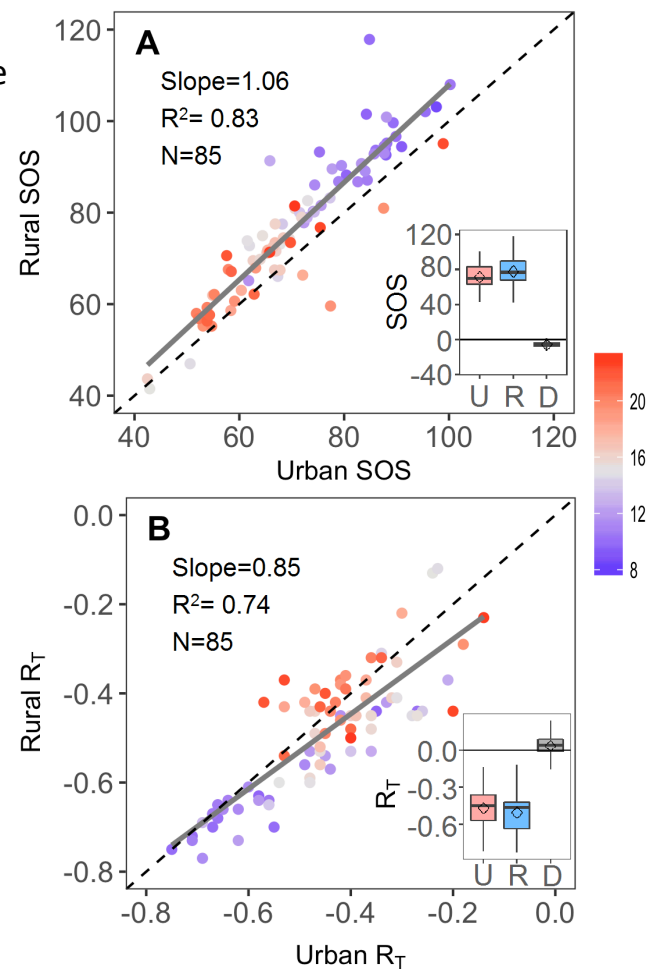 e
A
Slope=1.06
R²= 0.83
N=85
120
100
80
60
40
Rural SOS
40 60 80 100 120
Urban SOS
120
80
40
0
-40
SOS
U R D
20
16
12
8
B
Slope=0.85
R²= 0.74
N=85
0.0
-0.2
-0.4
-0.6
-0.8
Rural R_T
-0.8 -0.6 -0.4 -0.2 0.0
Urban R_T
0.0
-0.3
-0.6
R_T
U R D